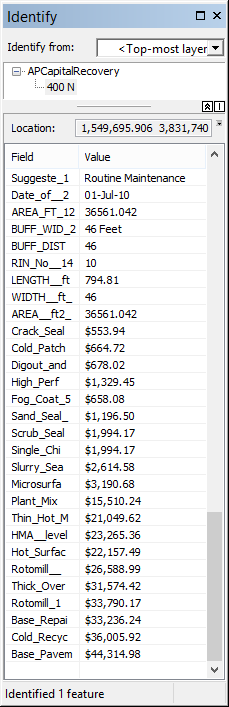 Identify
Identify from: <Top-most layer
APCapitalRecovery
400 N
Location: 1,549,695.906 3,831,740
Field Value
Suggeste_1 Routine Maintenance
Date_of__2 01-Jul-10
AREA_FT_12 36561.042
BUFF_WID_2 46 Feet
BUFF_DIST 46
RIN_No__14 10
LENGTH__ft 794.81
WIDTH__ft_ 46
AREA__ft2_ 36561.042
Crack_Seal $553.94
Cold_Patch $664.72
Digout_and $678.02
High_Perf $1,329.45
Fog_Coat_5 $658.08
Sand_Seal_ $1,196.50
Scrub_Seal $1,994.17
Single_Chi $1,994.17
Slurry_Sea $2,614.58
Microsurfa $3,190.68
Plant_Mix $15,510.24
Thin_Hot_M $21,049.62
HMA__level $23,265.36
Hot_Surfac $22,157.49
Rotomill__ $26,588.99
Thick_Over $31,574.42
Rotomill_1 $33,790.17
Base_Repai $33,236.24
Cold_Recyc $36,005.92
Base_Pavem $44,314.98
Identified 1 feature